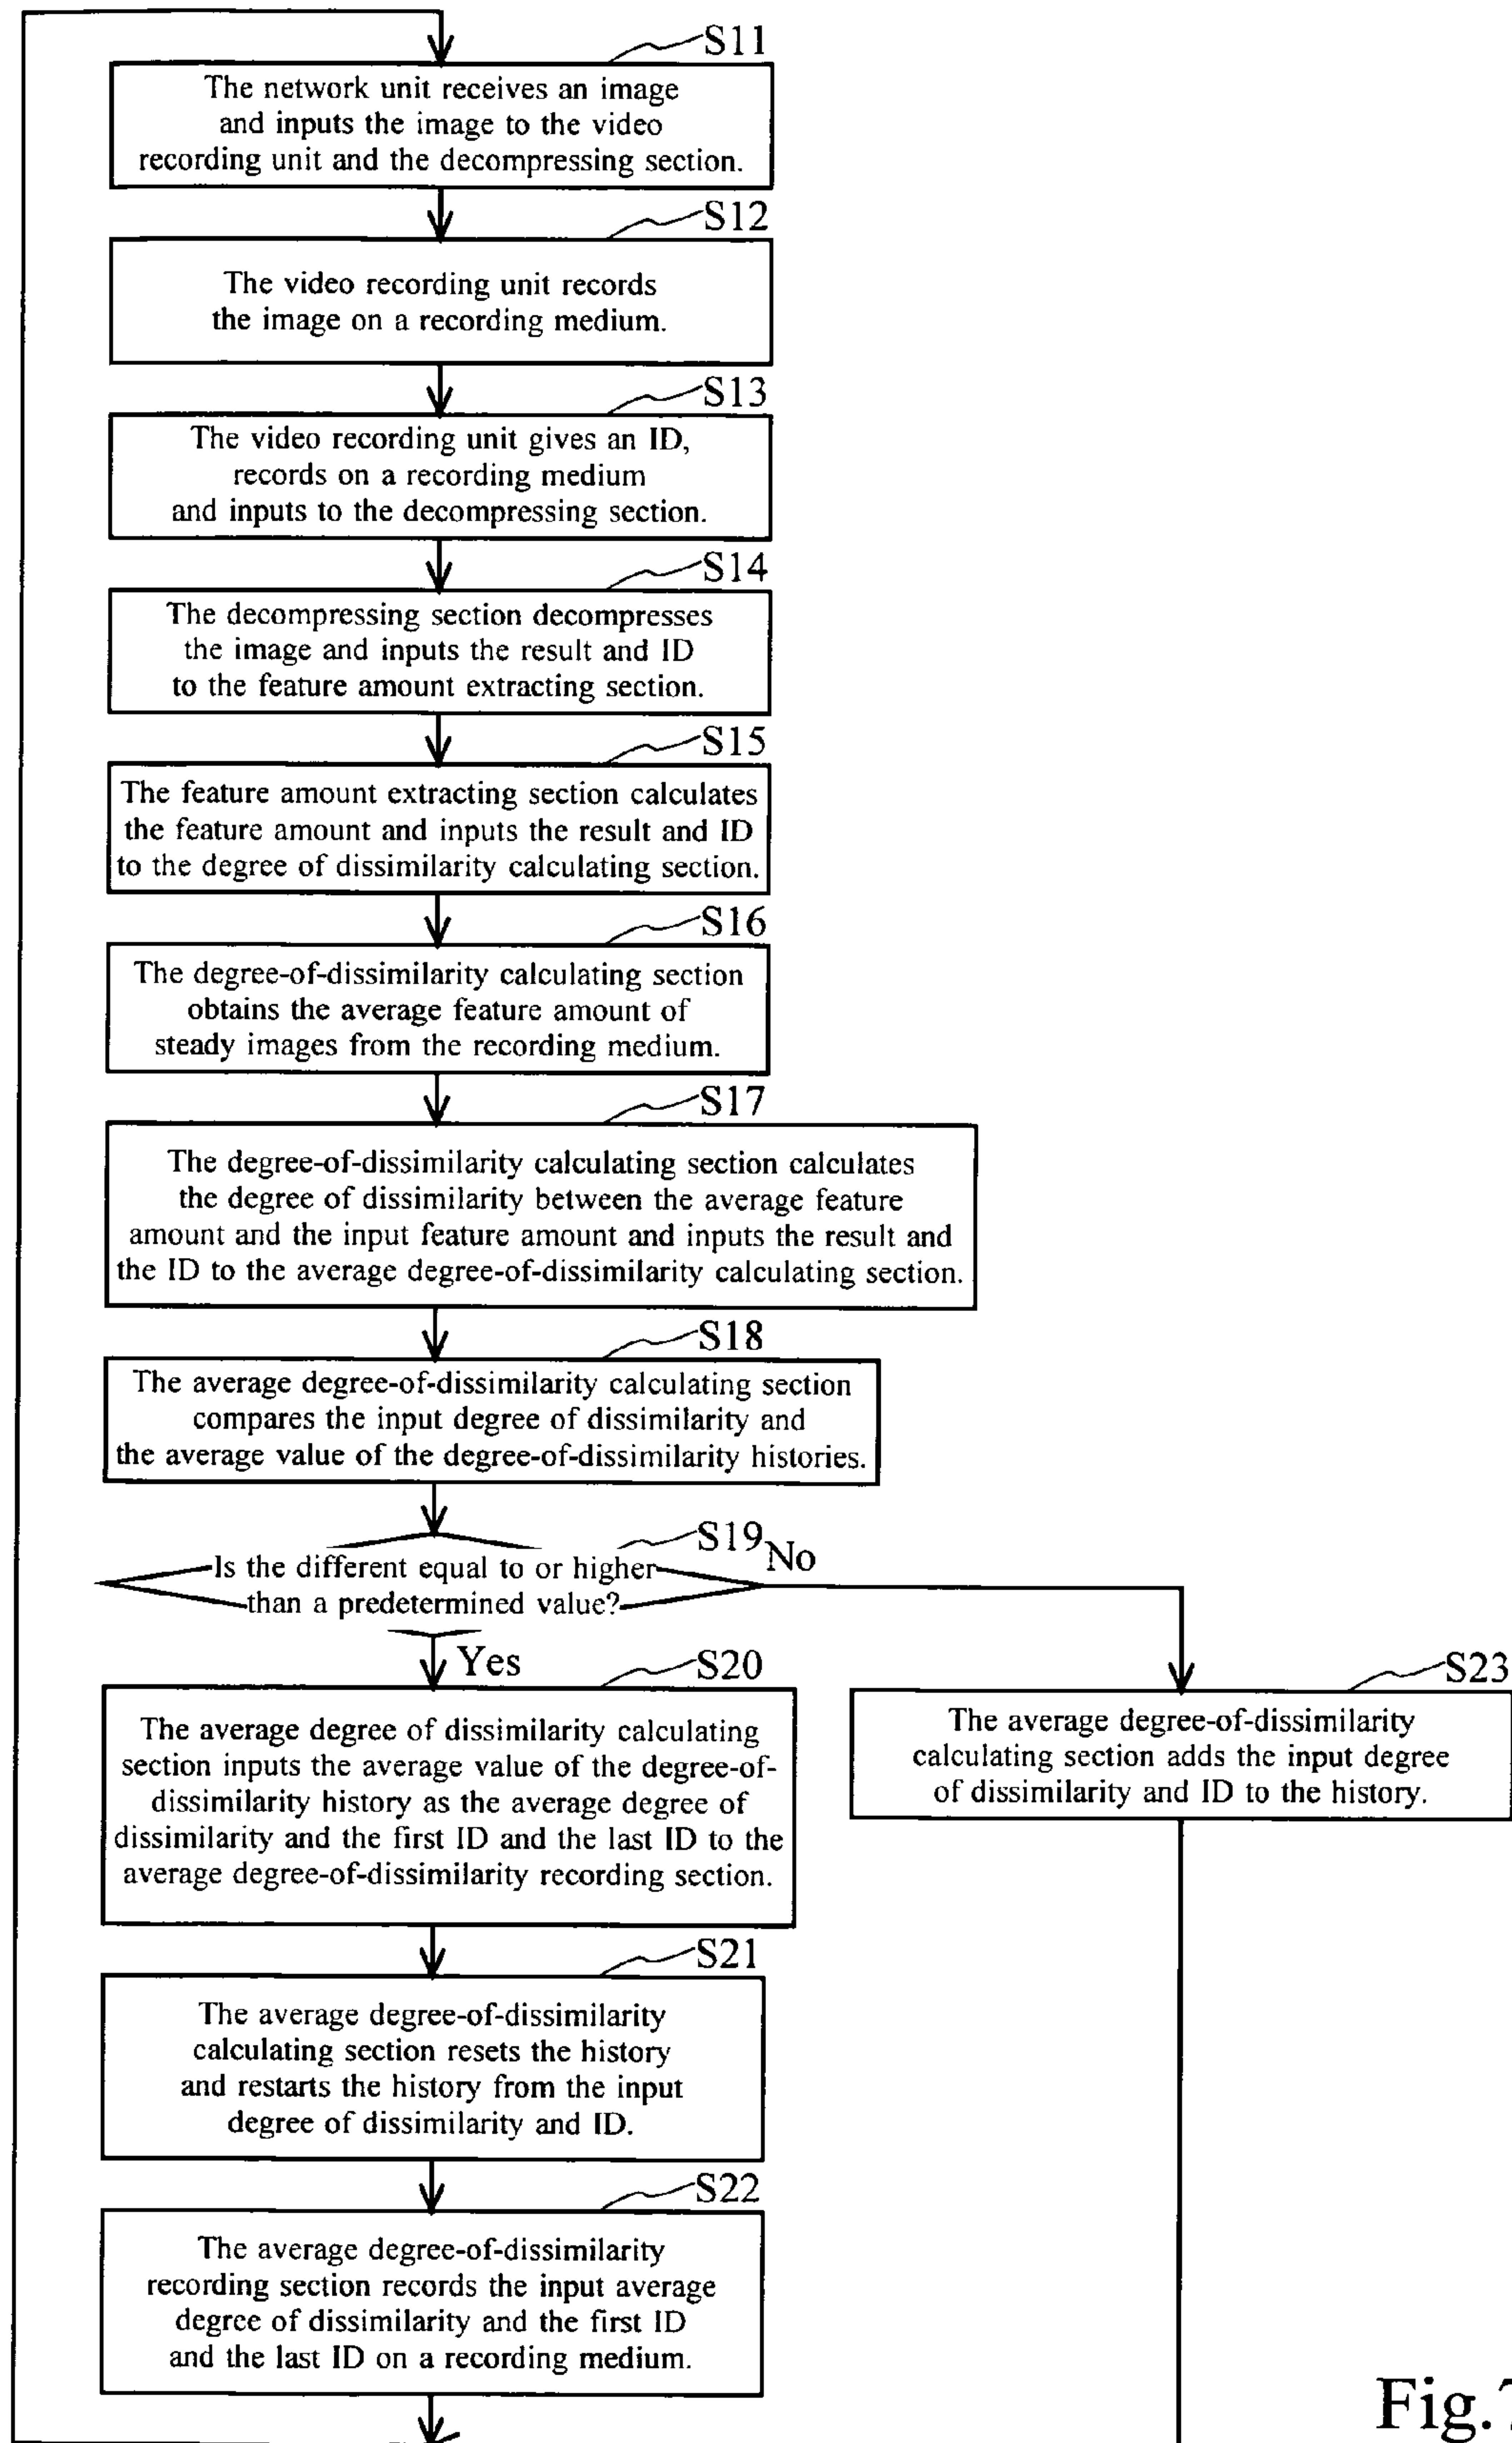 S11
The network unit receives an image
and inputs the image to the video
recording unit and the decompressing section.
S12
The video recording unit records
the image on a recording medium.
S13
The video recording unit gives an ID,
records on a recording medium
and inputs to the decompressing section.
S14
The decompressing section decompresses
the image and inputs the result and ID
to the feature amount extracting section.
S15
The feature amount extracting section calculates
the feature amount and inputs the result and ID
to the degree of dissimilarity calculating section.
S16
The degree-of-dissimilarity calculating section
obtains the average feature amount of
steady images from the recording medium.
S17
The degree-of-dissimilarity calculating section calculates
the degree of dissimilarity between the average feature
amount and the input feature amount and inputs the result and
the ID to the average degree-of-dissimilarity calculating section.
S18
The average degree-of-dissimilarity calculating section
compares the input degree of dissimilarity and
the average value of the degree-of-dissimilarity histories.
S19
No
Is the different equal to or higher
than a predetermined value?
Yes
S20
The average degree of dissimilarity calculating
section inputs the average value of the degree-of-
dissimilarity history as the average degree of
dissimilarity and the first ID and the last ID to the
average degree-of-dissimilarity recording section.
S23
The average degree-of-dissimilarity
calculating section adds the input degree
of dissimilarity and ID to the history.
S21
The average degree-of-dissimilarity
calculating section resets the history
and restarts the history from the input
degree of dissimilarity and ID.
S22
The average degree-of-dissimilarity
recording section records the input average
degree of dissimilarity and the first ID
and the last ID on a recording medium.
Fig.7